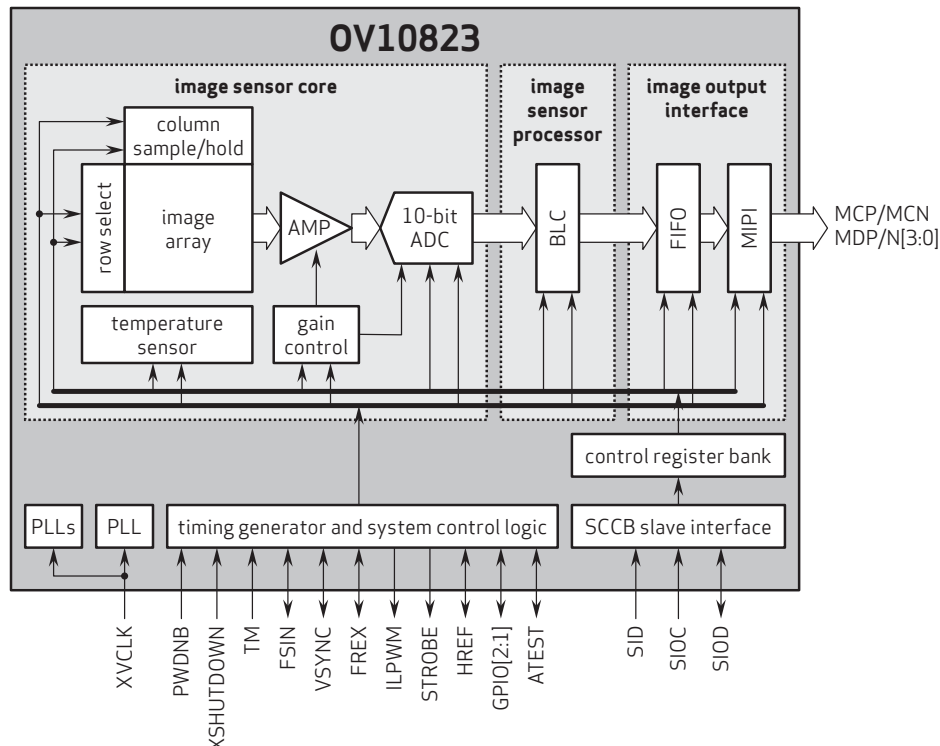 OV10823
image sensor core
image
sensor
processor
image output
interface
column
sample/hold
row select
image
array
AMP
10-bit
ADC
BLC
FIFO
MIPI
MCP/MCN
MDP/N[3:0]
temperature
sensor
gain
control
control register bank
PLLs
PLL
timing generator and system control logic
SCCB slave interface
XVCLK
PWDNB
XSHUTDOWN
TM
FSIN
VSYNC
FREX
ILPWM
STROBE
HREF
GPIO[2:1]
ATEST
SID
SIOC
SIOD